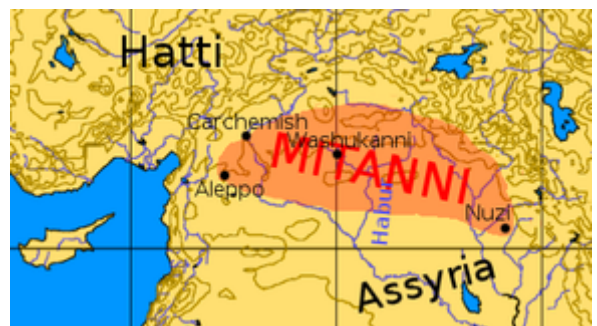 Hatti
Carchemish
Washukanni
MITANNI
Aleppo
Habur
Nuzi
Assyria